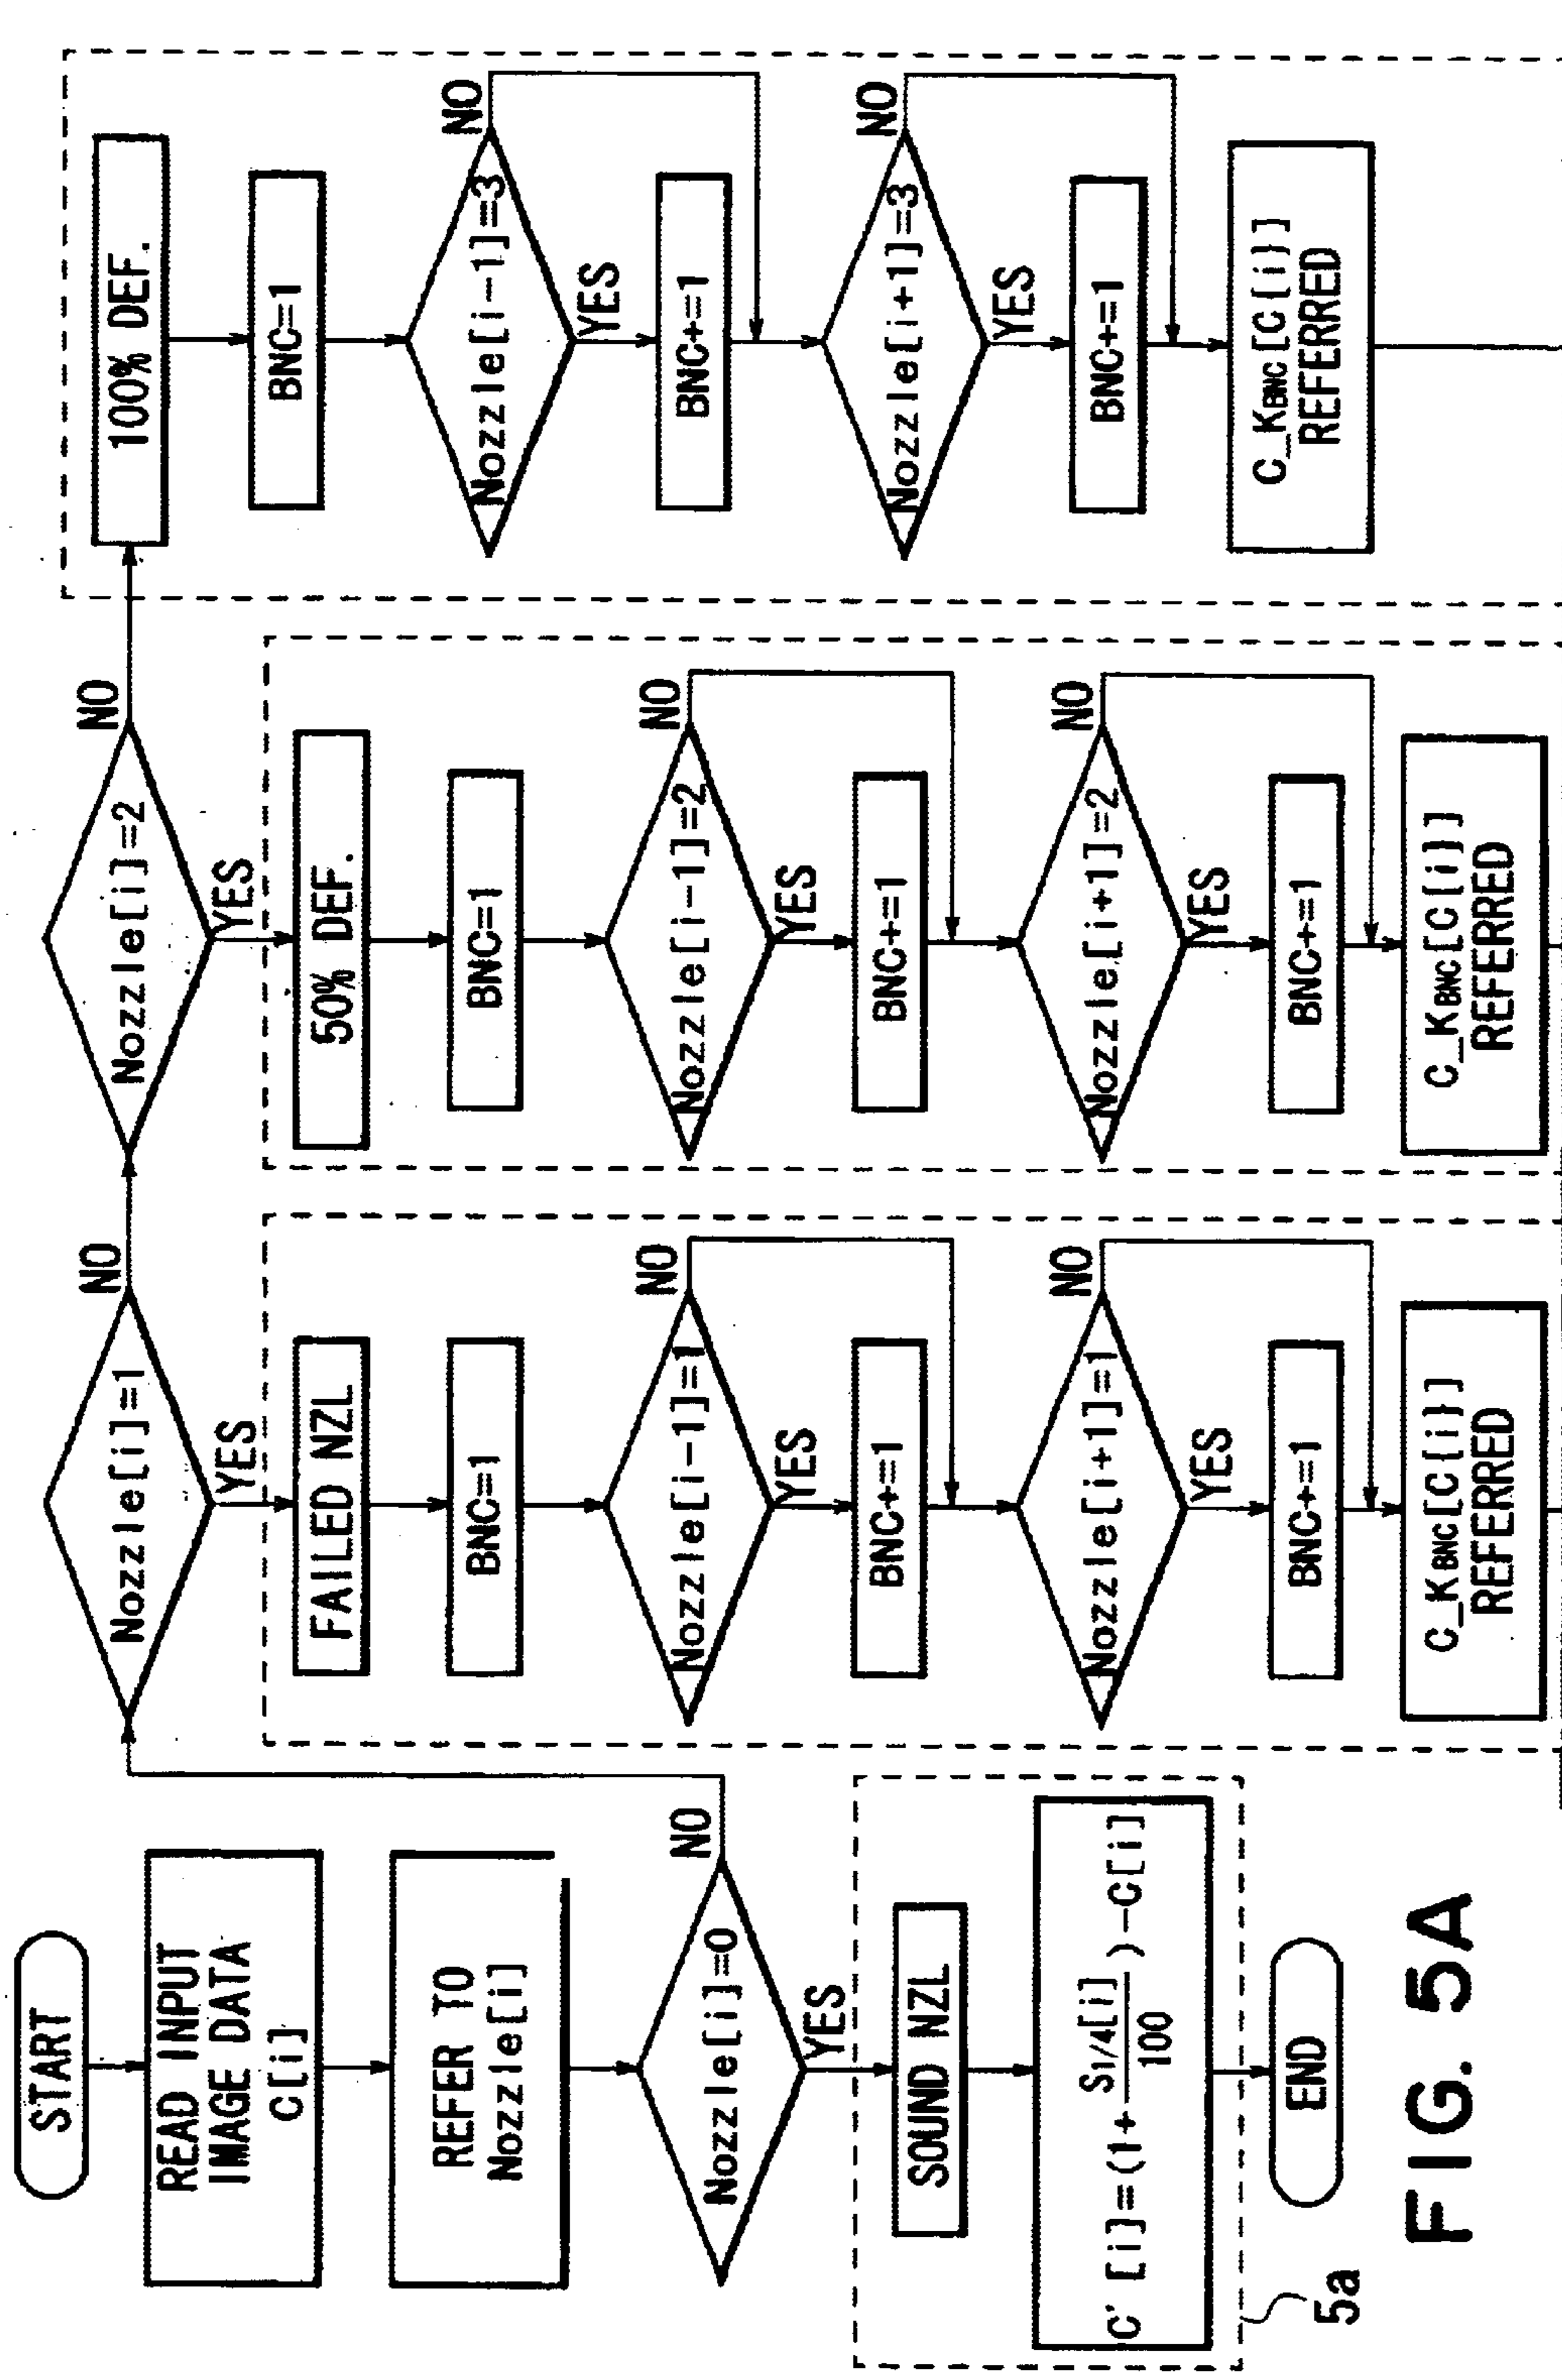 START
READ INPUT
IMAGE DATA
C[i]
REFER TO
Nozzle[i]
Nozzle[i]=0
NO
YES
SOUND NZL
C'[i]=(1+ S1/4[i]/100 )-C[i]
END
5a
Nozzle[i]=1
NO
YES
FAILED NZL
BNC=1
Nozzle[i-1]=1
NO
YES
BNC+=1
Nozzle[i+1]=1
NO
YES
BNC+=1
C_KBNC[C{i}]
REFERRED
Nozzle[i]=2
NO
YES
50% DEF.
BNC=1
Nozzle[i-1]=2
NO
YES
BNC+=1
Nozzle[i+1]=2
NO
YES
BNC+=1
C_KBNC[C[i}]
REFERRED
100% DEF.
BNC=1
Nozzle[i-1]=3
NO
YES
BNC+=1
Nozzle[i+1]=3
NO
YES
BNC+=1
C_KBNC[C{i}]
REFERRED
FIG. 5A